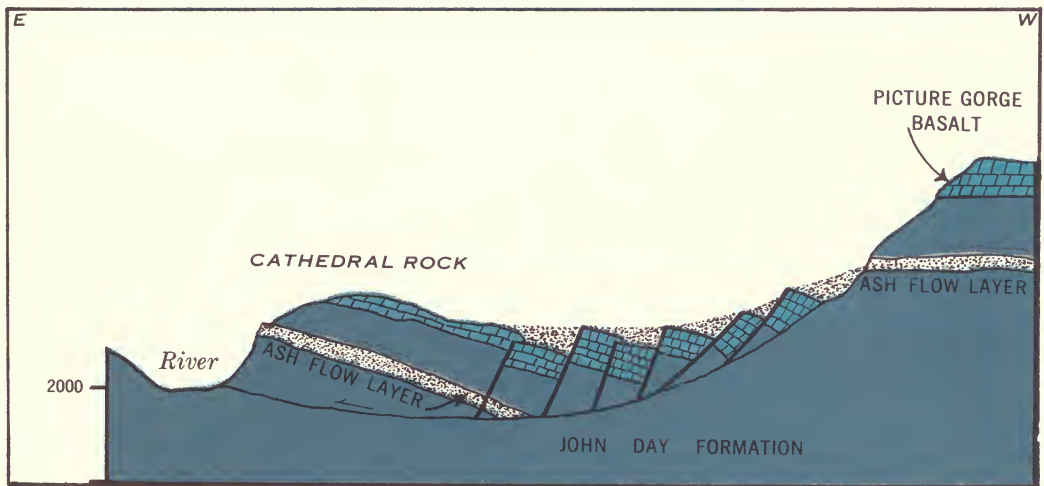 E
W
PICTURE GORGE
BASALT
CATHEDRAL ROCK
ASH FLOW LAYER
River
ASH FLOW LAYER
2000
JOHN DAY FORMATION